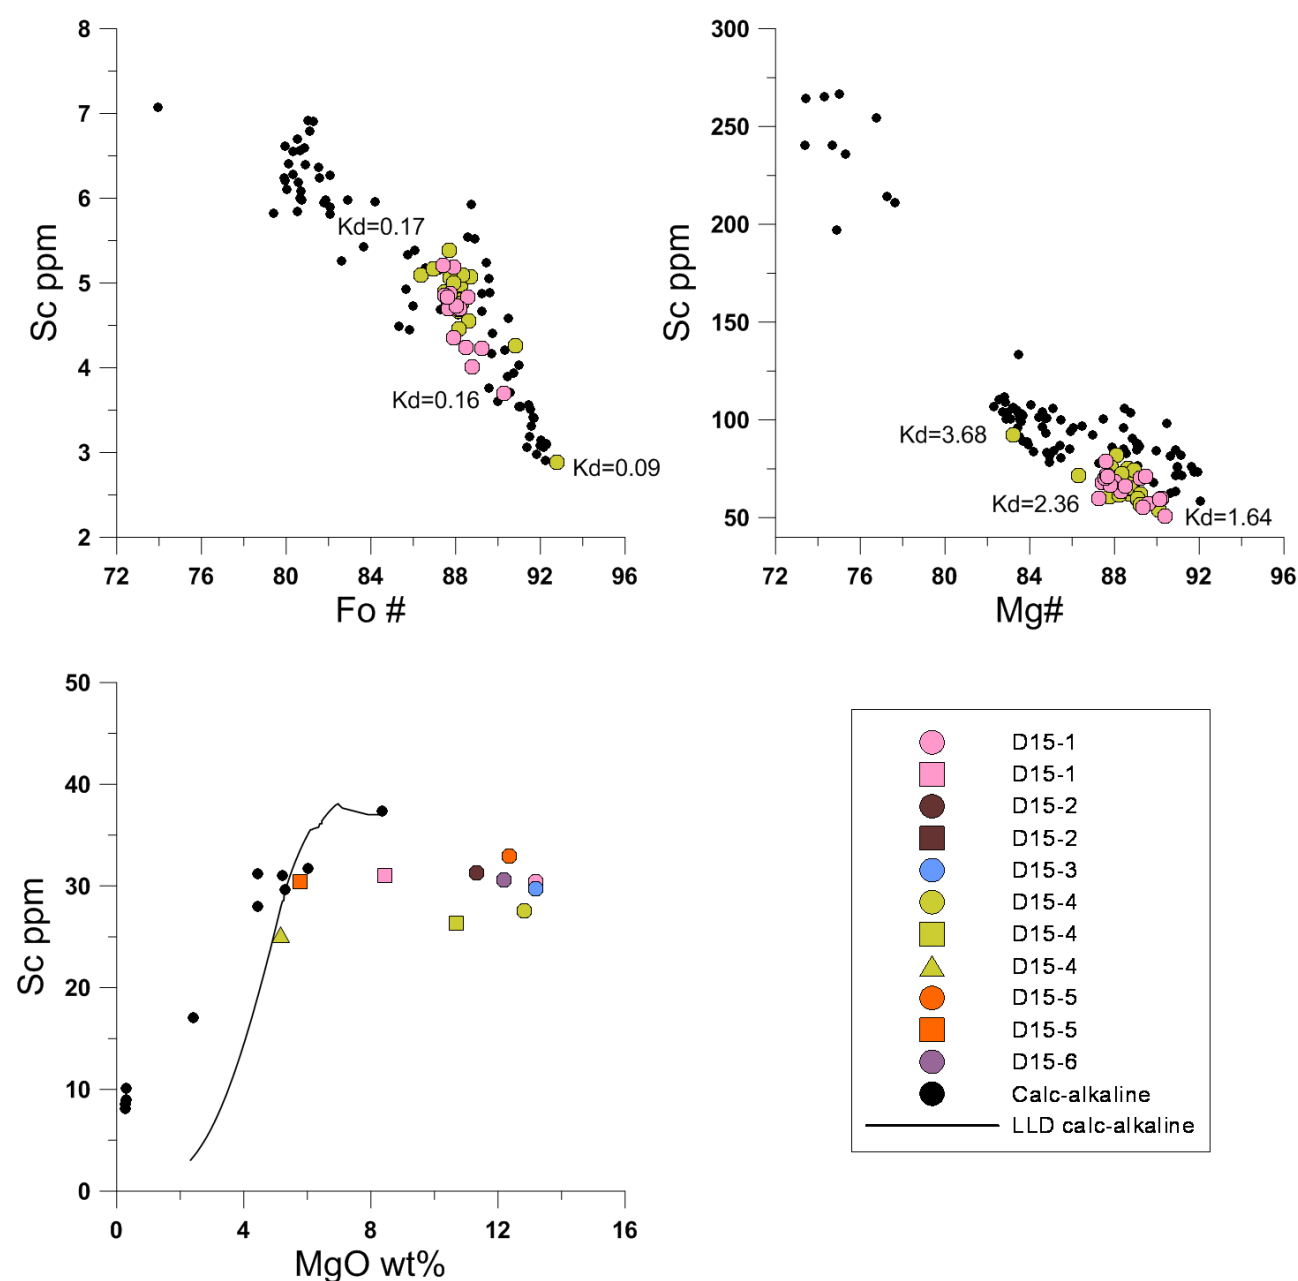 8
7
6
5
4
3
2
Sc ppm
72 76 80 84 88 92 96
Fo #
Kd=0.17
Kd=0.16
Kd=0.09
300
250
200
150
100
50
Sc ppm
72 76 80 84 88 92 96
Mg#
Kd=3.68
Kd=2.36
Kd=1.64
50
40
30
20
10
0
Sc ppm
0 4 8 12 16
MgO wt%
D15-1
D15-1
D15-2
D15-2
D15-3
D15-4
D15-4
D15-4
D15-5
D15-5
D15-6
Calc-alkaline
LLD calc-alkaline